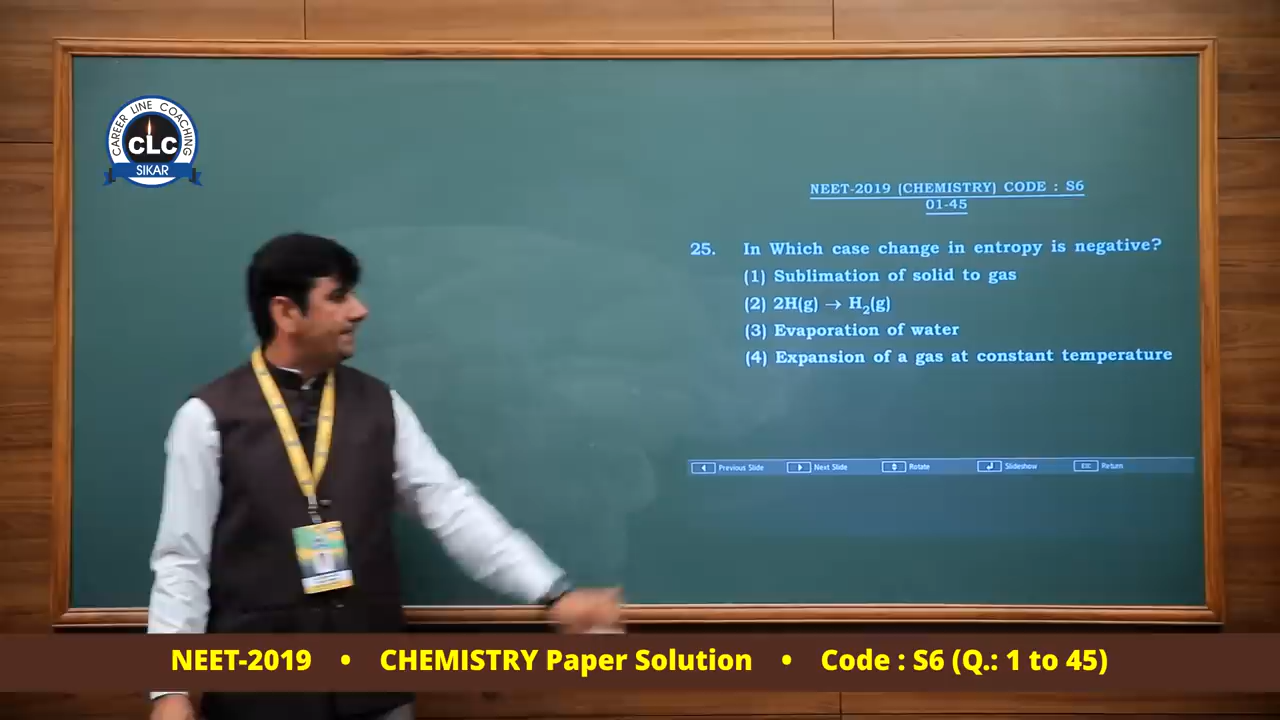 CAREER LINE COACHING
CLC
SIKAR
NEET-2019 (CHEMISTRY) CODE : S6
01-45
25. In Which case change in entropy is negative?
(1) Sublimation of solid to gas
(2) 2H(g) → H₂(g)
(3) Evaporation of water
(4) Expansion of a gas at constant temperature
Previous Slide Next Slide Rotate Slideshow ESC Return
NEET-2019 • CHEMISTRY Paper Solution • Code : S6 (Q.: 1 to 45)